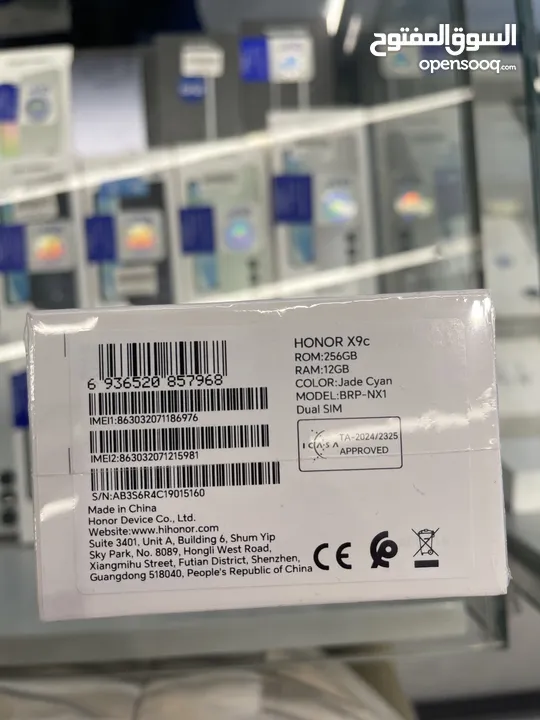 السوق المفتوح
opensooq.com
HONOR X9c
ROM:256GB
RAM:12GB
COLOR:Jade Cyan
MODEL:BRP-NX1
Dual SIM
6 936520 857968
IMEI1:863032071186976
IMEI2:863032071215981
S/N:AB3S6R4C19015160
ICASA
TA-2024/2325
APPROVED
Made in China
Honor Device Co., Ltd.
Website:www.hihonor.com
Suite 3401, Unit A, Building 6, Shum Yip
Sky Park, No. 8089, Hongli West Road,
Xiangmihu Street, Futian District, Shenzhen,
Guangdong 518040, People's Republic of China
CE